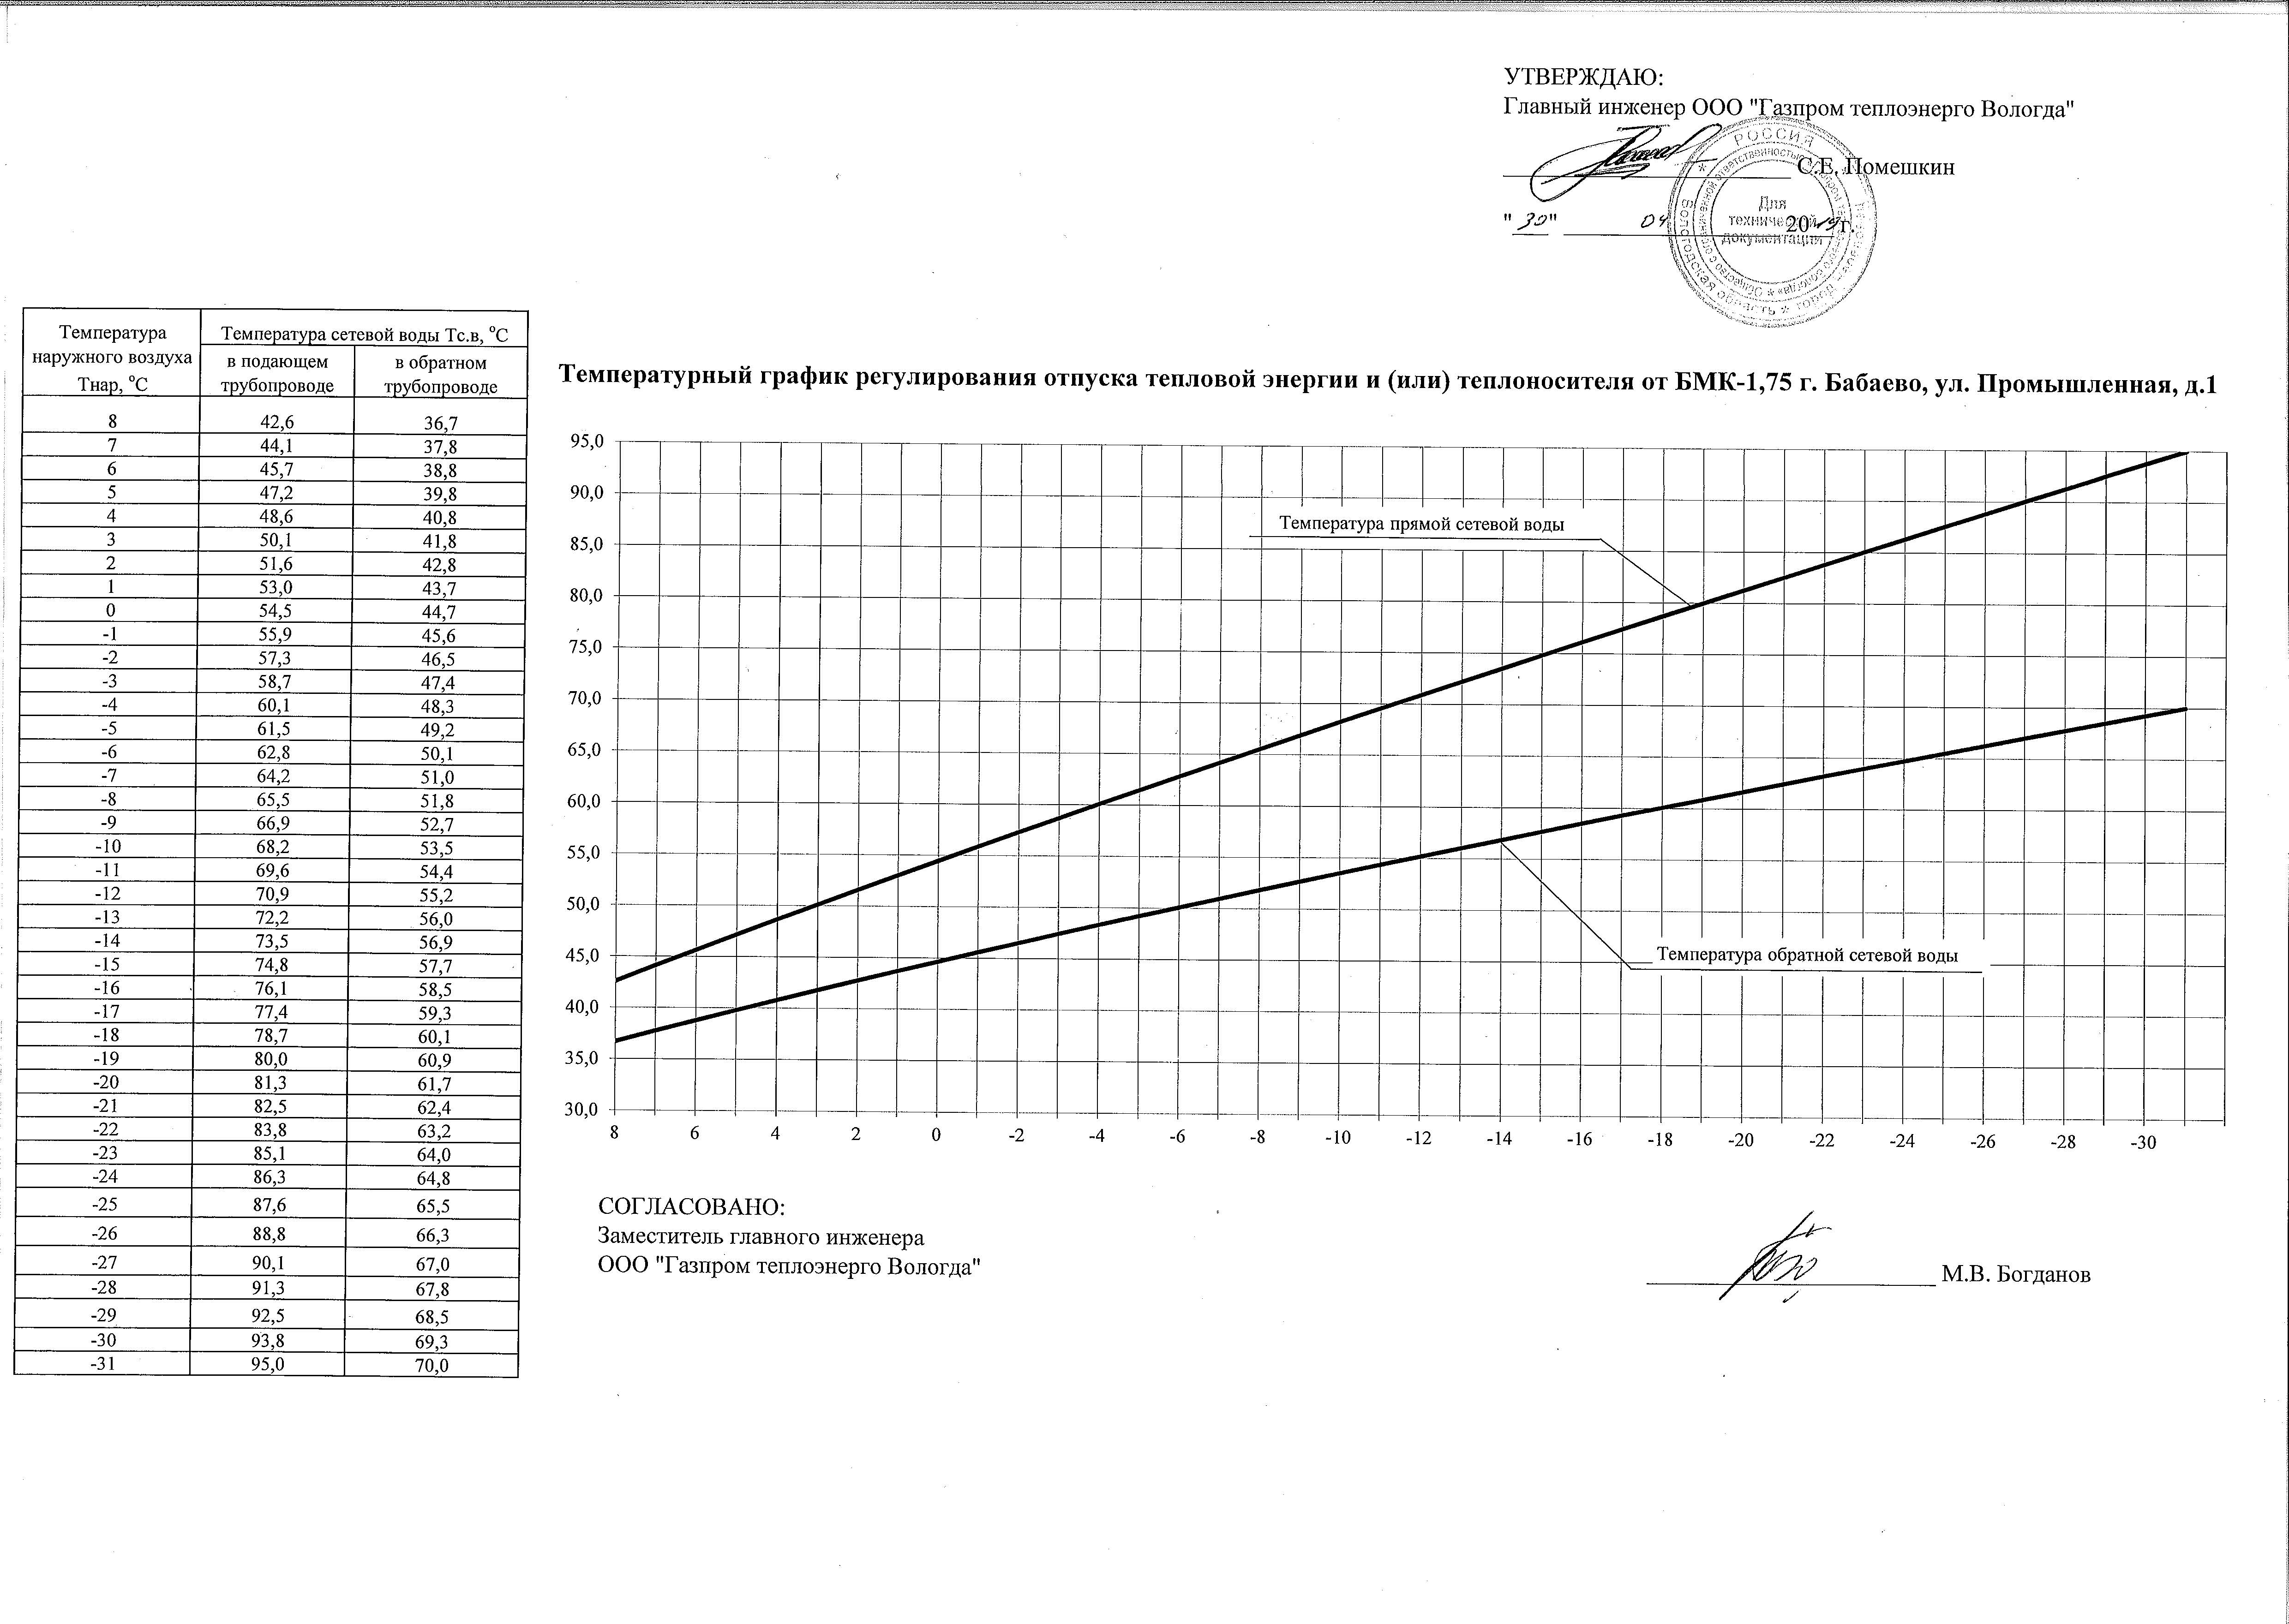 УТВЕРЖДАЮ:
Главный инженер ООО "Газпром теплоэнерго Вологда"
С.Е. Помешкин
"30" 04 2019 г.
РОССИЯ
Вологодская область * город
Для
технической
документации
Температура наружного воздуха Тнар, °С
Температура сетевой воды Тс.в, °С
в подающем трубопроводе
в обратном трубопроводе
8 42,6 36,7
7 44,1 37,8
6 45,7 38,8
5 47,2 39,8
4 48,6 40,8
3 50,1 41,8
2 51,6 42,8
1 53,0 43,7
0 54,5 44,7
-1 55,9 45,6
-2 57,3 46,5
-3 58,7 47,4
-4 60,1 48,3
-5 61,5 49,2
-6 62,8 50,1
-7 64,2 51,0
-8 65,5 51,8
-9 66,9 52,7
-10 68,2 53,5
-11 69,6 54,4
-12 70,9 55,2
-13 72,2 56,0
-14 73,5 56,9
-15 74,8 57,7
-16 76,1 58,5
-17 77,4 59,3
-18 78,7 60,1
-19 80,0 60,9
-20 81,3 61,7
-21 82,5 62,4
-22 83,8 63,2
-23 85,1 64,0
-24 86,3 64,8
-25 87,6 65,5
-26 88,8 66,3
-27 90,1 67,0
-28 91,3 67,8
-29 92,5 68,5
-30 93,8 69,3
-31 95,0 70,0
Температурный график регулирования отпуска тепловой энергии и (или) теплоносителя от БМК-1,75 г. Бабаево, ул. Промышленная, д.1
95,0
90,0
85,0
80,0
75,0
70,0
65,0
60,0
55,0
50,0
45,0
40,0
35,0
30,0
Температура прямой сетевой воды
Температура обратной сетевой воды
8 6 4 2 0 -2 -4 -6 -8 -10 -12 -14 -16 -18 -20 -22 -24 -26 -28 -30
СОГЛАСОВАНО:
Заместитель главного инженера
ООО "Газпром теплоэнерго Вологда"
М.В. Богданов